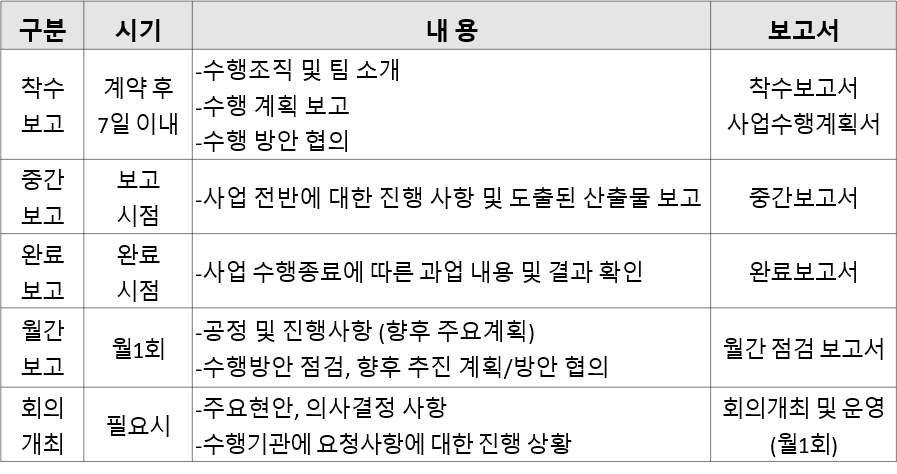 구분 시기 내 용 보고서
착수
보고
계약 후
7일 이내
-수행조직 및 팀 소개
-수행 계획 보고
-수행 방안 협의
착수보고서
사업수행계획서
중간
보고
보고
시점
-사업 전반에 대한 진행 사항 및 도출된 산출물 보고
중간보고서
완료
보고
완료
시점
-사업 수행종료에 따른 과업 내용 및 결과 확인
완료보고서
월간
보고
월1회
-공정 및 진행사항 (향후 주요계획)
-수행방안 점검, 향후 추진 계획/방안 협의
월간 점검 보고서
회의
개최
필요시
-주요현안, 의사결정 사항
-수행기관에 요청사항에 대한 진행 상황
회의개최 및 운영
(월1회)